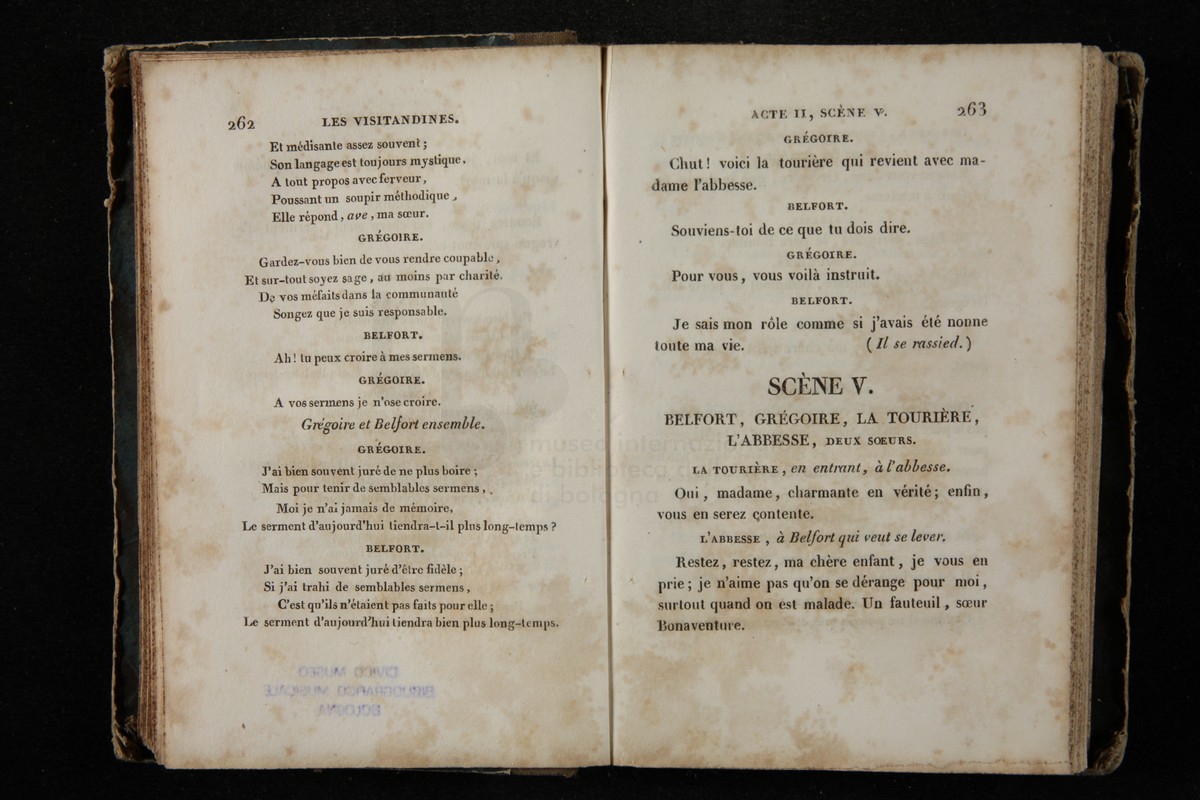 262
LES VISITANDINES.
Et médisante assez souvent ;
Son langage est toujours mystique.
A tout propos avec ferveur,
Poussant un soupir méthodique,
Elle répond, ave, ma sœur.
GRÉGOIRE.
Gardez-vous bien de vous rendre coupable,
Et sur-tout soyez sage, au moins par charité.
De vos méfaits dans la communauté
Songez que je suis responsable.
BELFORT.
Ah ! tu peux croire à mes sermens.
GRÉGOIRE.
A vos sermens je n'ose croire.
Grégoire et Belfort ensemble.
GRÉGOIRE.
J'ai bien souvent juré de ne plus boire ;
Mais pour tenir de semblables sermens,
Moi je n'ai jamais de mémoire,
Le serment d'aujourd'hui tiendra-t-il plus long-temps ?
BELFORT.
J'ai bien souvent juré d'être fidèle ;
Si j'ai trahi de semblables sermens,
C'est qu'ils n'étaient pas faits pour elle ;
Le serment d'aujourd'hui tiendra bien plus long-temps.
CIVICO MUSEO
BIBLIOGRAFICO MUSICALE
BOLOGNA
ACTE II, SCÈNE V.
263
GRÉGOIRE.
Chut ! voici la tourière qui revient avec ma-
dame l'abbesse.
BELFORT.
Souviens-toi de ce que tu dois dire.
GRÉGOIRE.
Pour vous, vous voilà instruit.
BELFORT.
Je sais mon rôle comme si j'avais été nonne
toute ma vie. (Il se rassied.)
SCÈNE V.
BELFORT, GRÉGOIRE, LA TOURIÈRE,
L'ABBESSE, DEUX SOEURS.
LA TOURIÈRE, en entrant, à l'abbesse.
Oui, madame, charmante en vérité ; enfin,
vous en serez contente.
L'ABBESSE, à Belfort qui veut se lever.
Restez, restez, ma chère enfant, je vous en
prie ; je n'aime pas qu'on se dérange pour moi,
surtout quand on est malade. Un fauteuil, sœur
Bonaventure.
museo internazi
e biblioteca d
di bologna